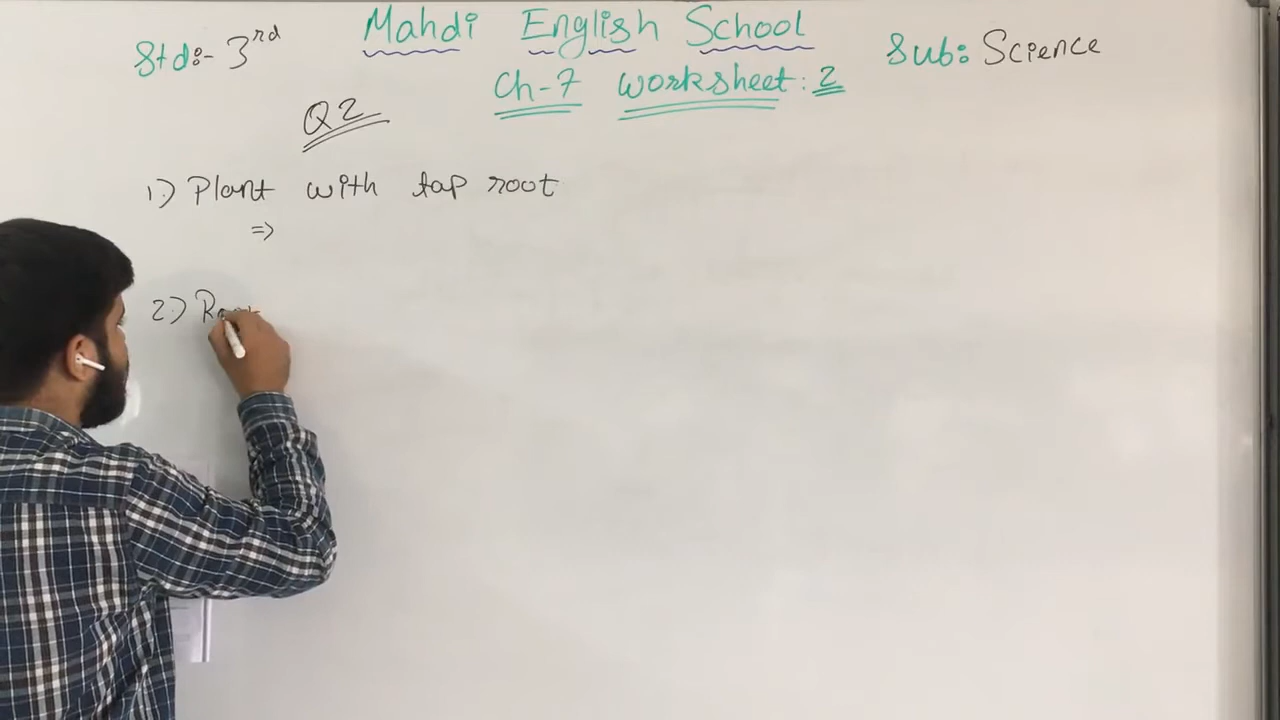 Std:- 3rd
Mahdi English School
Sub: Science
Ch-7 Worksheet: 2
Q2
1.) Plant with tap root
=>
2.)